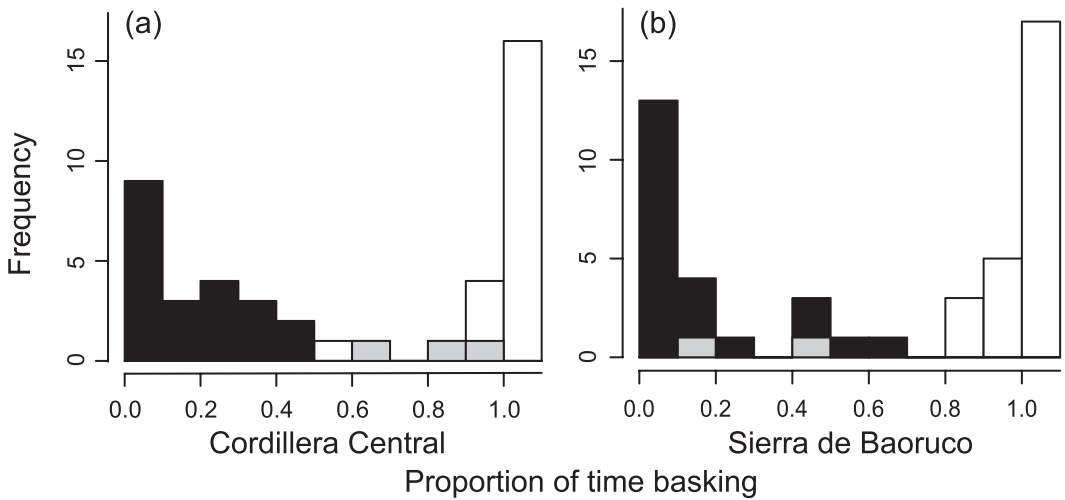 (a)
(b)
Frequency
15
10
5
0
15
10
5
0
0.0 0.2 0.4 0.6 0.8 1.0
0.0 0.2 0.4 0.6 0.8 1.0
Cordillera Central
Sierra de Baoruco
Proportion of time basking